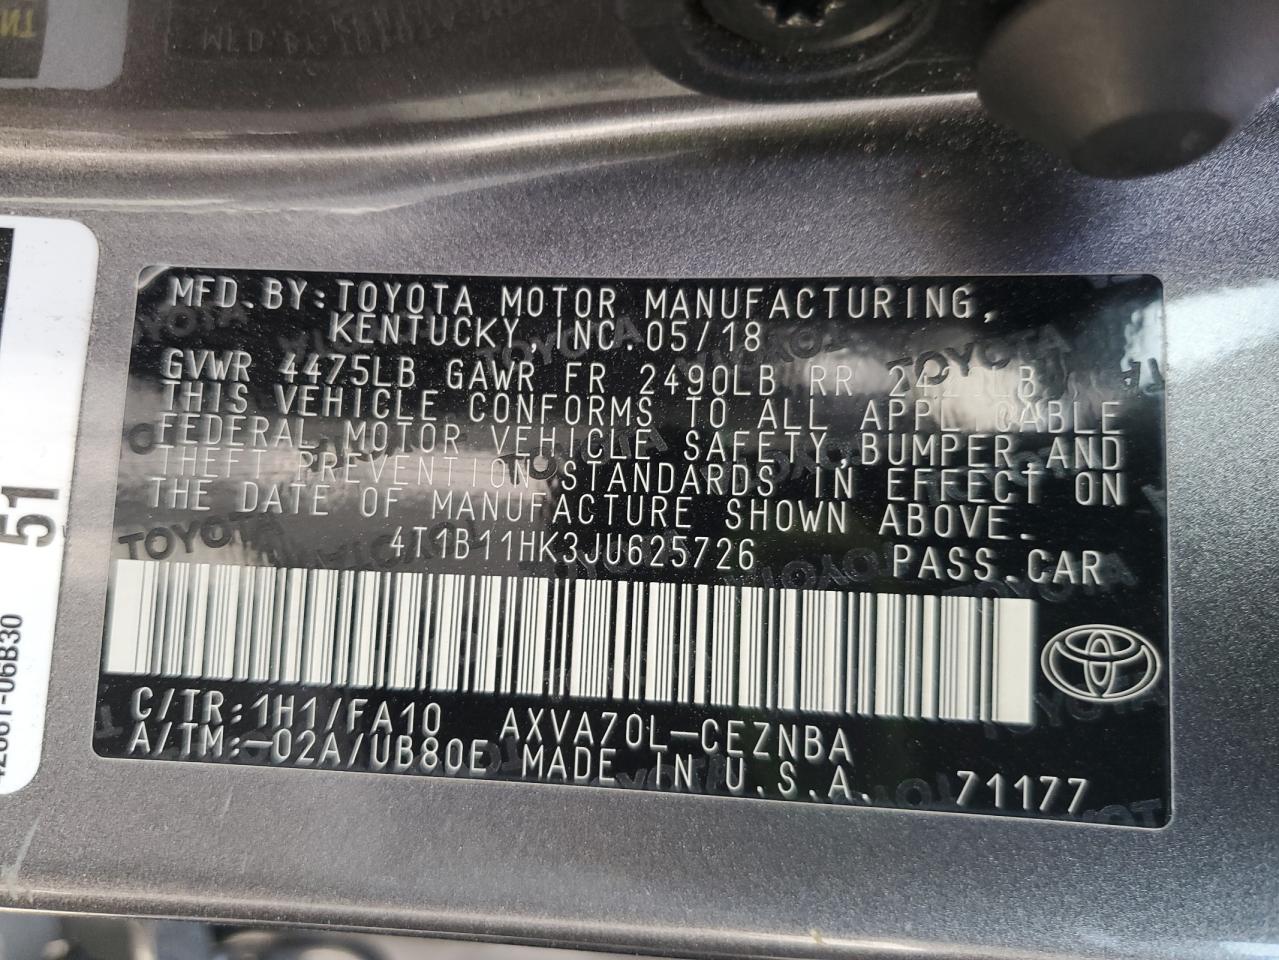 MFD.BY:TOYOTA MOTOR MANUFACTURING,
KENTUCKY,INC.05/18
GVWR 4475LB GAWR FR 2490LB RR
THIS VEHICLE CONFORMS TO ALL APPLICABLE
FEDERAL MOTOR VEHICLE SAFETY,BUMPER,AND
THEFT PREVENTION STANDARDS IN EFFECT ON
THE DATE OF MANUFACTURE SHOWN ABOVE.
4T1B11HK3JU625726 PASS.CAR
C/TR:1H1/FA10 AXVA70L-CEZNBA
A/TM:-02A/UB80E MADE IN U.S.A. 71177
TOYOTA
51